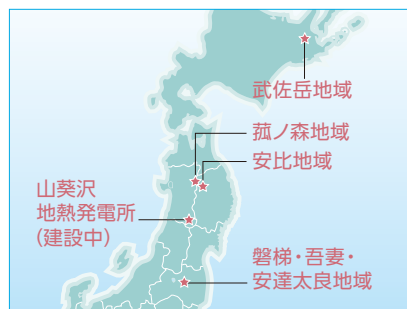 武佐岳地域
菰ノ森地域
安比地域
山葵沢
地熱発電所
(建設中)
磐梯・吾妻・
安達太良地域